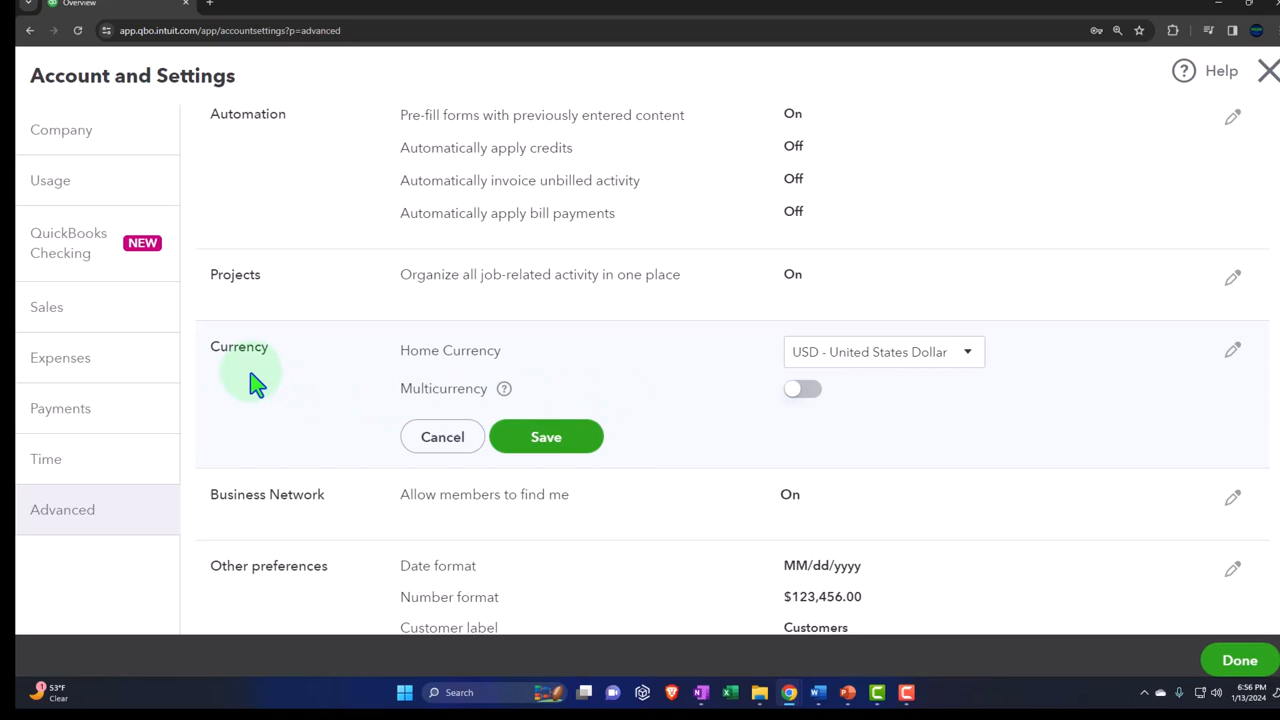 Overview
app.qbo.intuit.com/app/accountsettings?p=advanced
Account and Settings
Help
Company
Usage
QuickBooks
Checking
NEW
Sales
Expenses
Payments
Time
Advanced
Automation
Pre-fill forms with previously entered content
On
Automatically apply credits
Off
Automatically invoice unbilled activity
Off
Automatically apply bill payments
Off
Projects
Organize all job-related activity in one place
On
Currency
Home Currency
USD - United States Dollar
Multicurrency
Cancel
Save
Business Network
Allow members to find me
On
Other preferences
Date format
MM/dd/yyyy
Number format
$123,456.00
Customer label
Customers
Done
1
53°F
Clear
Search
6:56 PM
1/13/2024